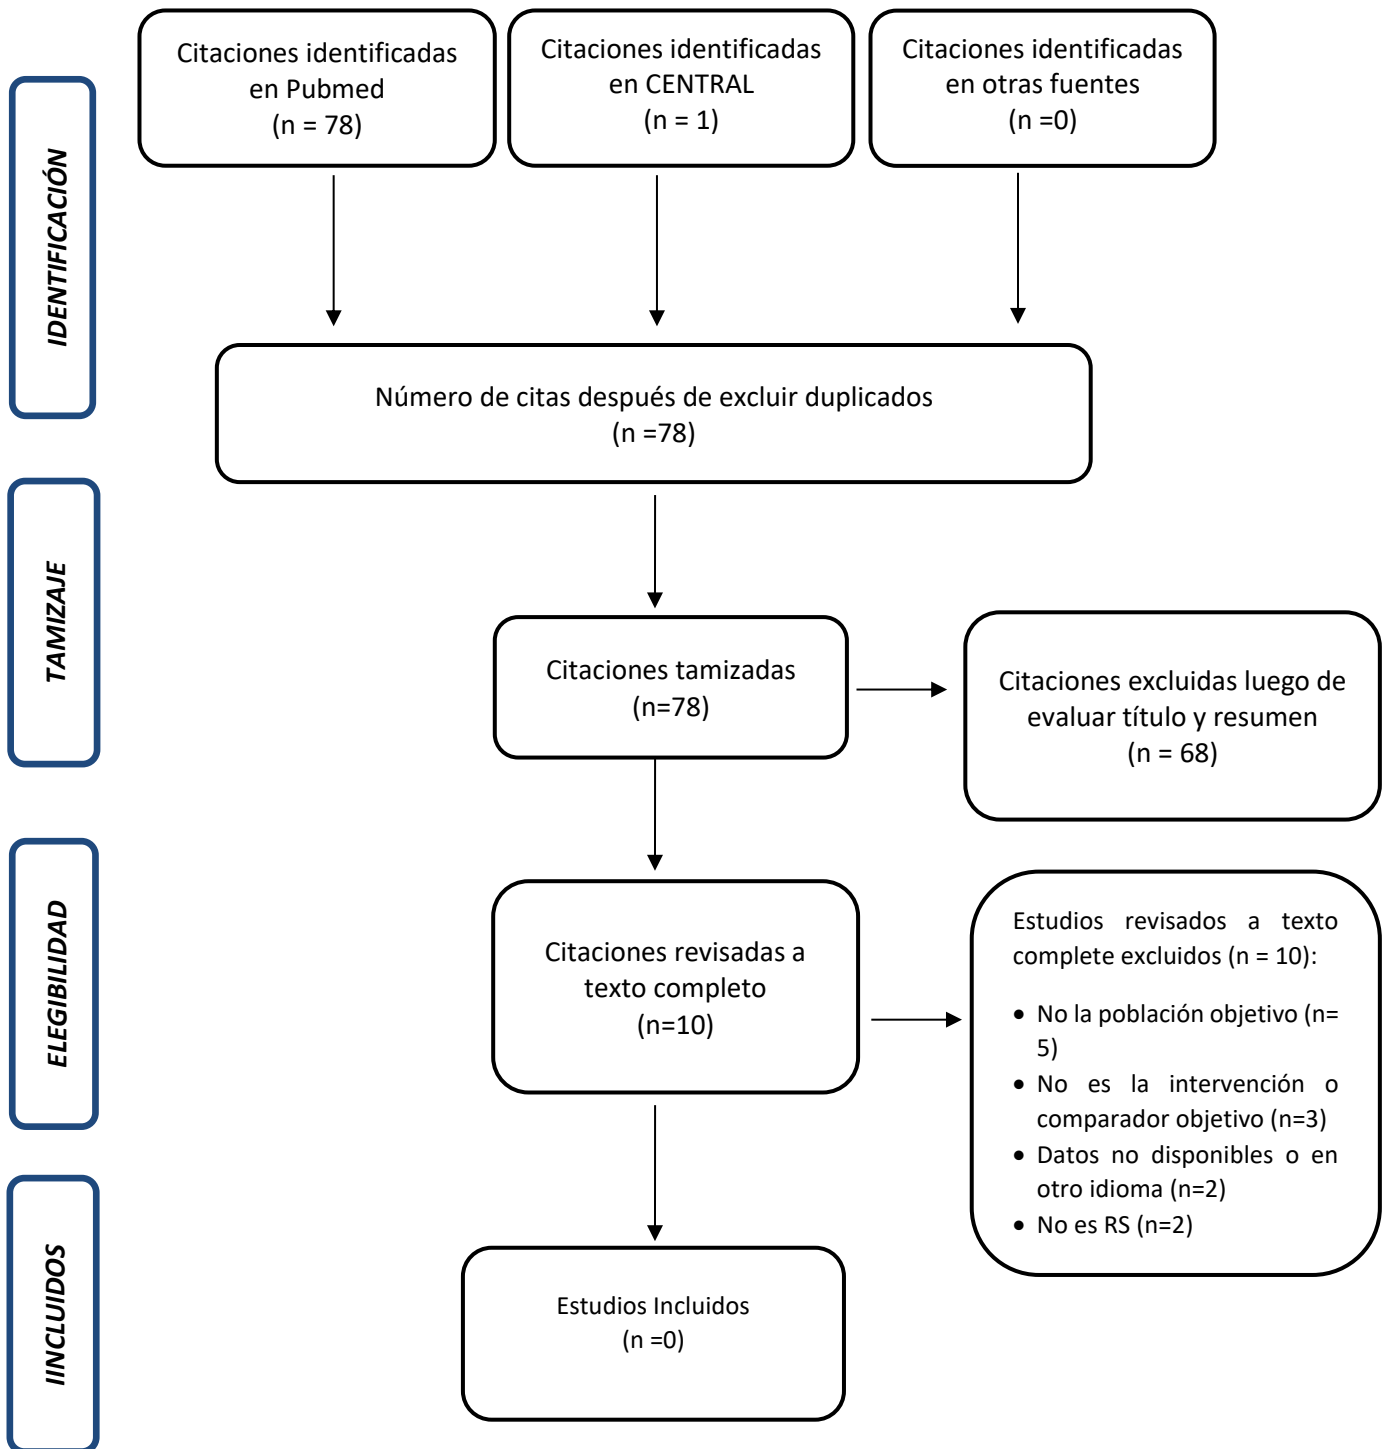 Citaciones identificadas
en Pubmed
(n = 78)
Citaciones identificadas
en CENTRAL
(n = 1)
Citaciones identificadas
en otras fuentes
(n =0)
IDENTIFICACIÓN
Número de citas después de excluir duplicados
(n =78)
TAMIZAJE
Citaciones tamizadas
(n=78)
Citaciones excluidas luego de
evaluar título y resumen
(n = 68)
ELEGIBILIDAD
Citaciones revisadas a
texto completo
(n=10)
Estudios revisados a texto
complete excluidos (n = 10):
• No la población objetivo (n=
5)
• No es la intervención o
comparador objetivo (n=3)
• Datos no disponibles o en
otro idioma (n=2)
• No es RS (n=2)
IINCLUIDOS
Estudios Incluidos
(n =0)